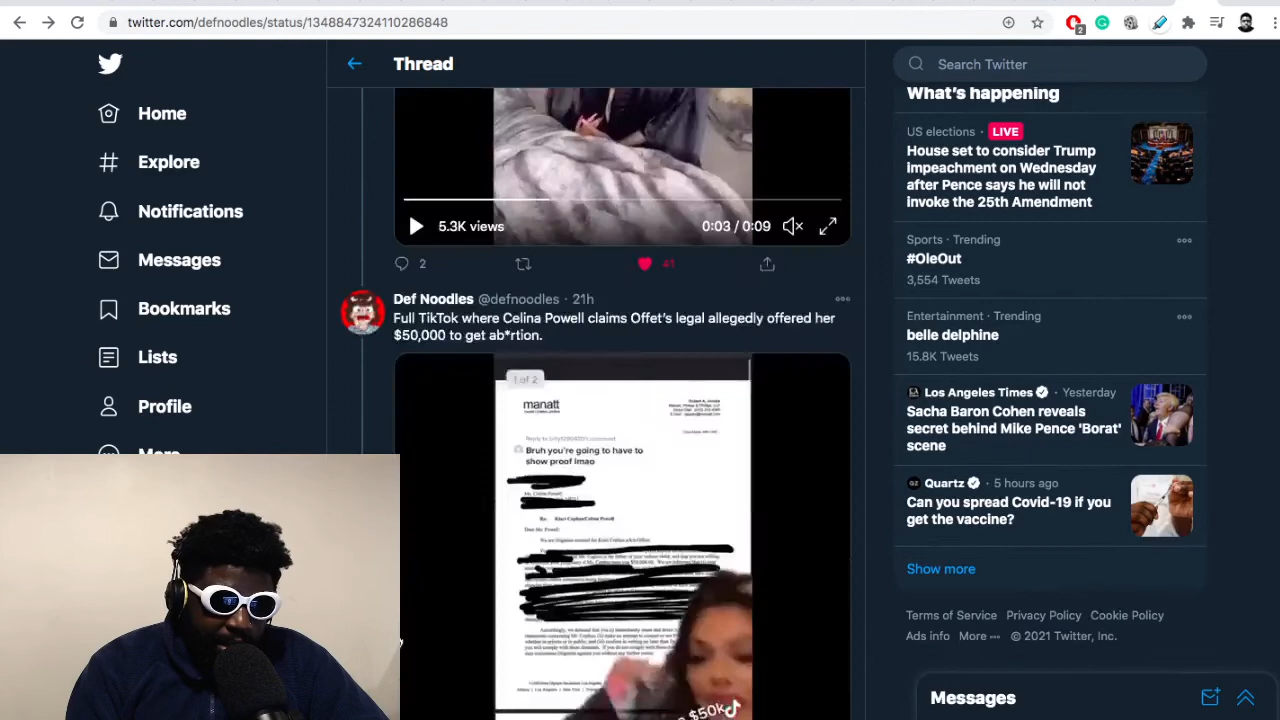 twitter.com/defnoodles/status/1348847324110286848
2
Thread
Search Twitter
Home
Explore
Notifications
Messages
Bookmarks
Lists
Profile
5.3K views
0:03 / 0:09
2
41
Def Noodles @defnoodles · 21h
Full TikTok where Celina Powell claims Offet's legal allegedly offered her
$50,000 to get ab*rtion.
1 of 2
manatt
Bruh you're going to have to
show proof lmao
Dear Ms. Powell:
$50k
What's happening
US elections · LIVE
House set to consider Trump
impeachment on Wednesday
after Pence says he will not
invoke the 25th Amendment
Sports · Trending
#OleOut
3,554 Tweets
Entertainment · Trending
belle delphine
15.8K Tweets
Los Angeles Times · Yesterday
Sacha Baron Cohen reveals
secret behind Mike Pence 'Borat'
scene
Quartz · 5 hours ago
Can you spread Covid-19 if you
get the vaccine?
Show more
Terms of Service Privacy Policy Cookie Policy
Ads info More © 2021 Twitter, Inc.
Messages